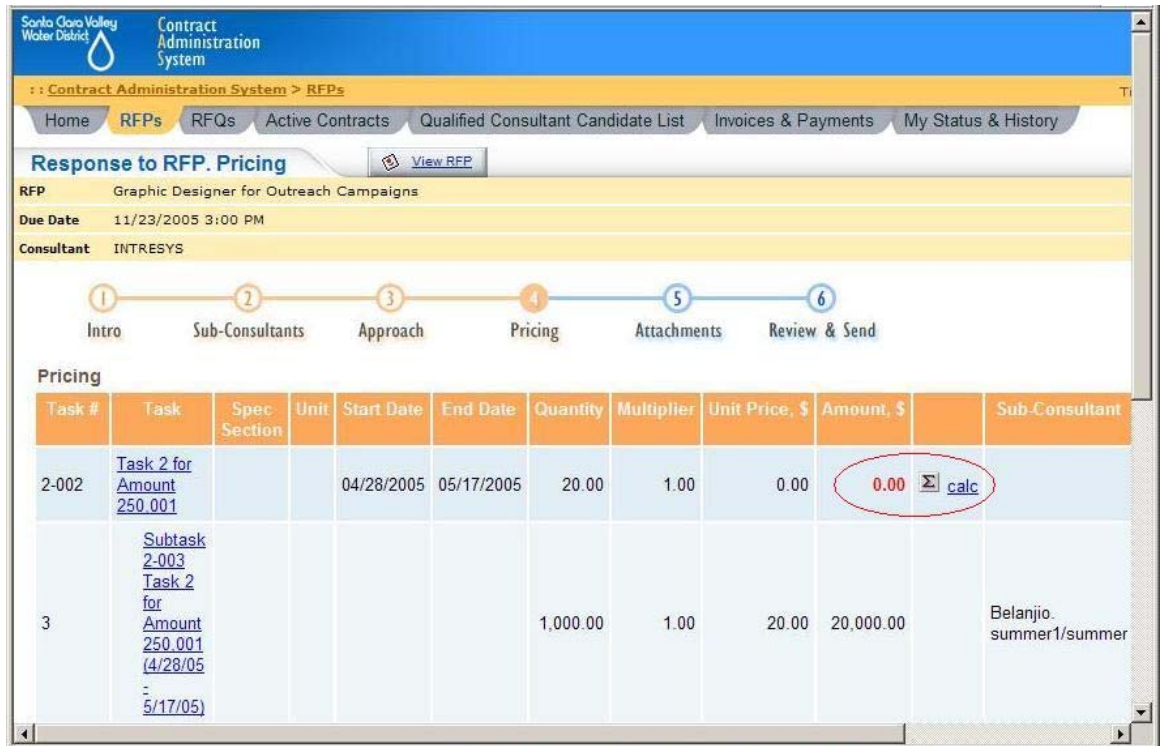 Santa Clara Valley
Water District
Contract
Administration
System
:: Contract Administration System > RFPs
Ti
Home RFPs RFQs Active Contracts Qualified Consultant Candidate List Invoices & Payments My Status & History
Response to RFP. Pricing View RFP
RFP Graphic Designer for Outreach Campaigns
Due Date 11/23/2005 3:00 PM
Consultant INTRESYS
1 2 3 4 5 6
Intro Sub-Consultants Approach Pricing Attachments Review & Send
Pricing
Task # Task Spec Section Unit Start Date End Date Quantity Multiplier Unit Price, $ Amount, $ Sub-Consultant
2-002 Task 2 for Amount 250.001 04/28/2005 05/17/2005 20.00 1.00 0.00 0.00 Σ calc
3 Subtask 2-003 Task 2 for Amount 250.001 (4/28/05 - 5/17/05) 1,000.00 1.00 20.00 20,000.00 Belanjio. summer1/summer